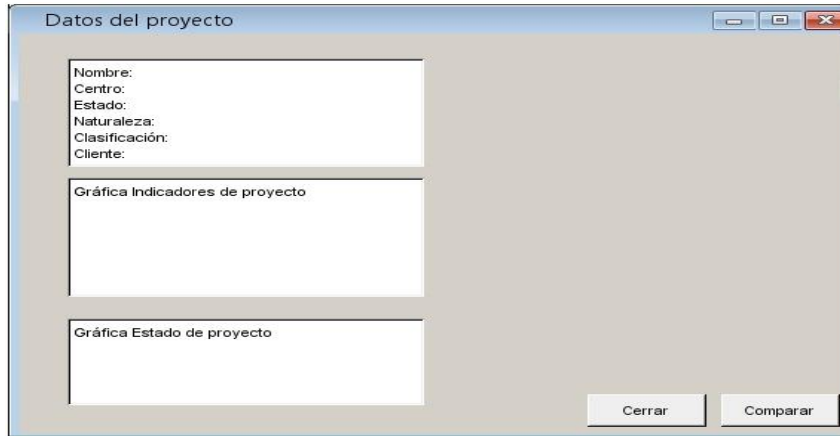 Datos del proyecto
Nombre:
Centro:
Estado:
Naturaleza:
Clasificación:
Cliente:
Gráfica Indicadores de proyecto
Gráfica Estado de proyecto
Cerrar
Comparar